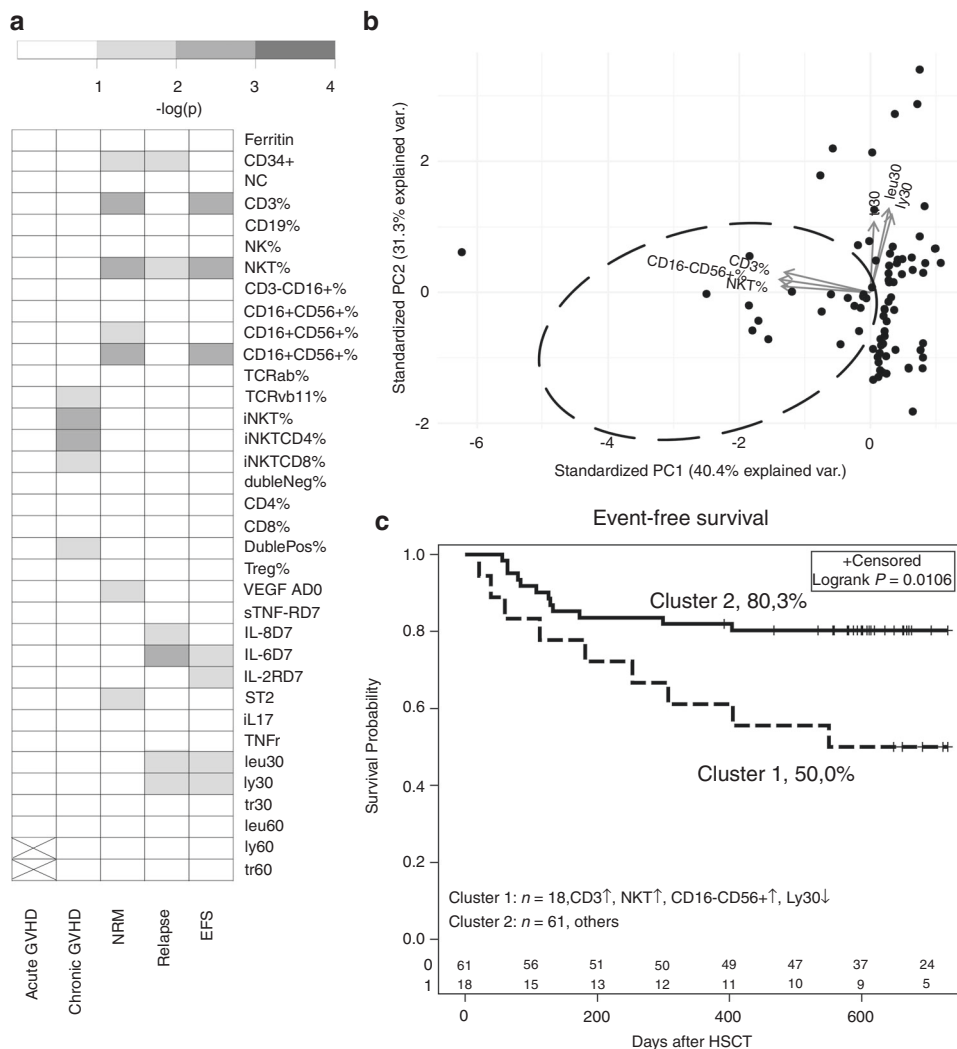 a
1 2 3 4
-log(p)
Ferritin
CD34+
NC
CD3%
CD19%
NK%
NKT%
CD3-CD16+%
CD16+CD56+%
CD16+CD56+%
CD16+CD56+%
TCRab%
TCRvb11%
iNKT%
iNKTCD4%
iNKTCD8%
dubleNeg%
CD4%
CD8%
DublePos%
Treg%
VEGF AD0
sTNF-RD7
IL-8D7
IL-6D7
IL-2RD7
ST2
iL17
TNFr
leu30
ly30
tr30
leu60
ly60
tr60
Acute GVHD
Chronic GVHD
NRM
Relapse
EFS
b
Standardized PC2 (31.3% explained var.)
2
0
-2
tr30
leu30
ly30
CD3%
CD16-CD56+%
NKT%
-6 -4 -2 0
Standardized PC1 (40.4% explained var.)
c
Event-free survival
Survival Probability
1.0
0.8
0.6
0.4
0.2
0.0
+Censored
Logrank P = 0.0106
Cluster 2, 80,3%
Cluster 1, 50,0%
Cluster 1: n = 18,CD3↑, NKT↑, CD16-CD56+↑, Ly30↓
Cluster 2: n = 61, others
0 61 56 51 50 49 47 37 24
1 18 15 13 12 11 10 9 5
0 200 400 600
Days after HSCT